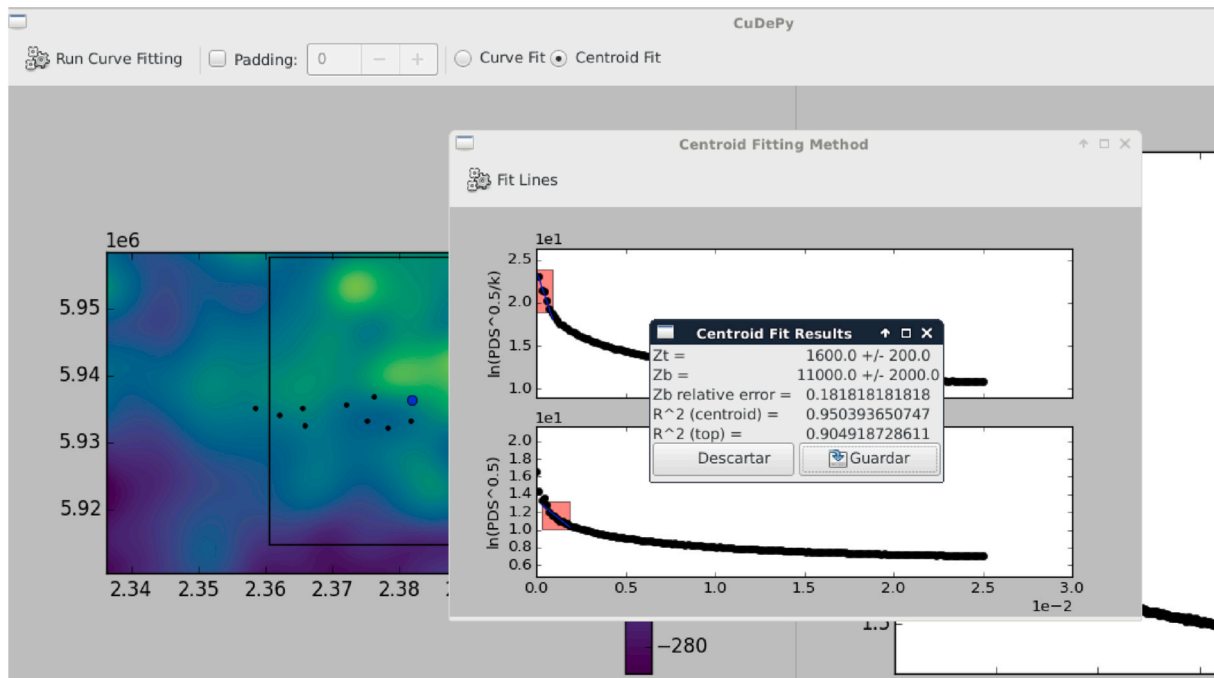 CuDePy
Run Curve Fitting Padding: 0 − + Curve Fit Centroid Fit
Centroid Fitting Method
Fit Lines
1e6
5.95
5.94
5.93
5.92
2.34 2.35 2.36 2.37 2.38
1e1
ln(PDS^0.5/k)
2.5
2.0
1.5
1.0
Centroid Fit Results
Zt = 1600.0 +/- 200.0
Zb = 11000.0 +/- 2000.0
Zb relative error = 0.181818181818
R^2 (centroid) = 0.950393650747
R^2 (top) = 0.904918728611
Descartar Guardar
1e1
ln(PDS^0.5)
2.0
1.8
1.6
1.4
1.2
1.0
0.8
0.6
0.0 0.5 1.0 1.5 2.0 2.5 3.0
1e−2
1.5
−280